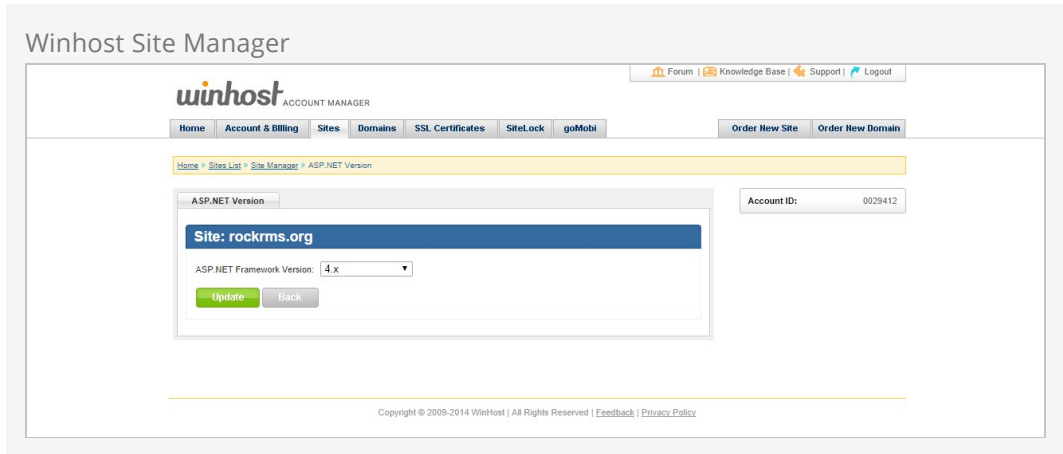 Winhost Site Manager
Forum | Knowledge Base | Support | Logout
winhost ACCOUNT MANAGER
Home Account & Billing Sites Domains SSL Certificates SiteLock goMobi Order New Site Order New Domain
Home > Sites List > Site Manager > ASP.NET Version
ASP.NET Version
Account ID: 0029412
Site: rockrms.org
ASP.NET Framework Version: 4.x
Update Back
Copyright © 2009-2014 WinHost | All Rights Reserved | Feedback | Privacy Policy